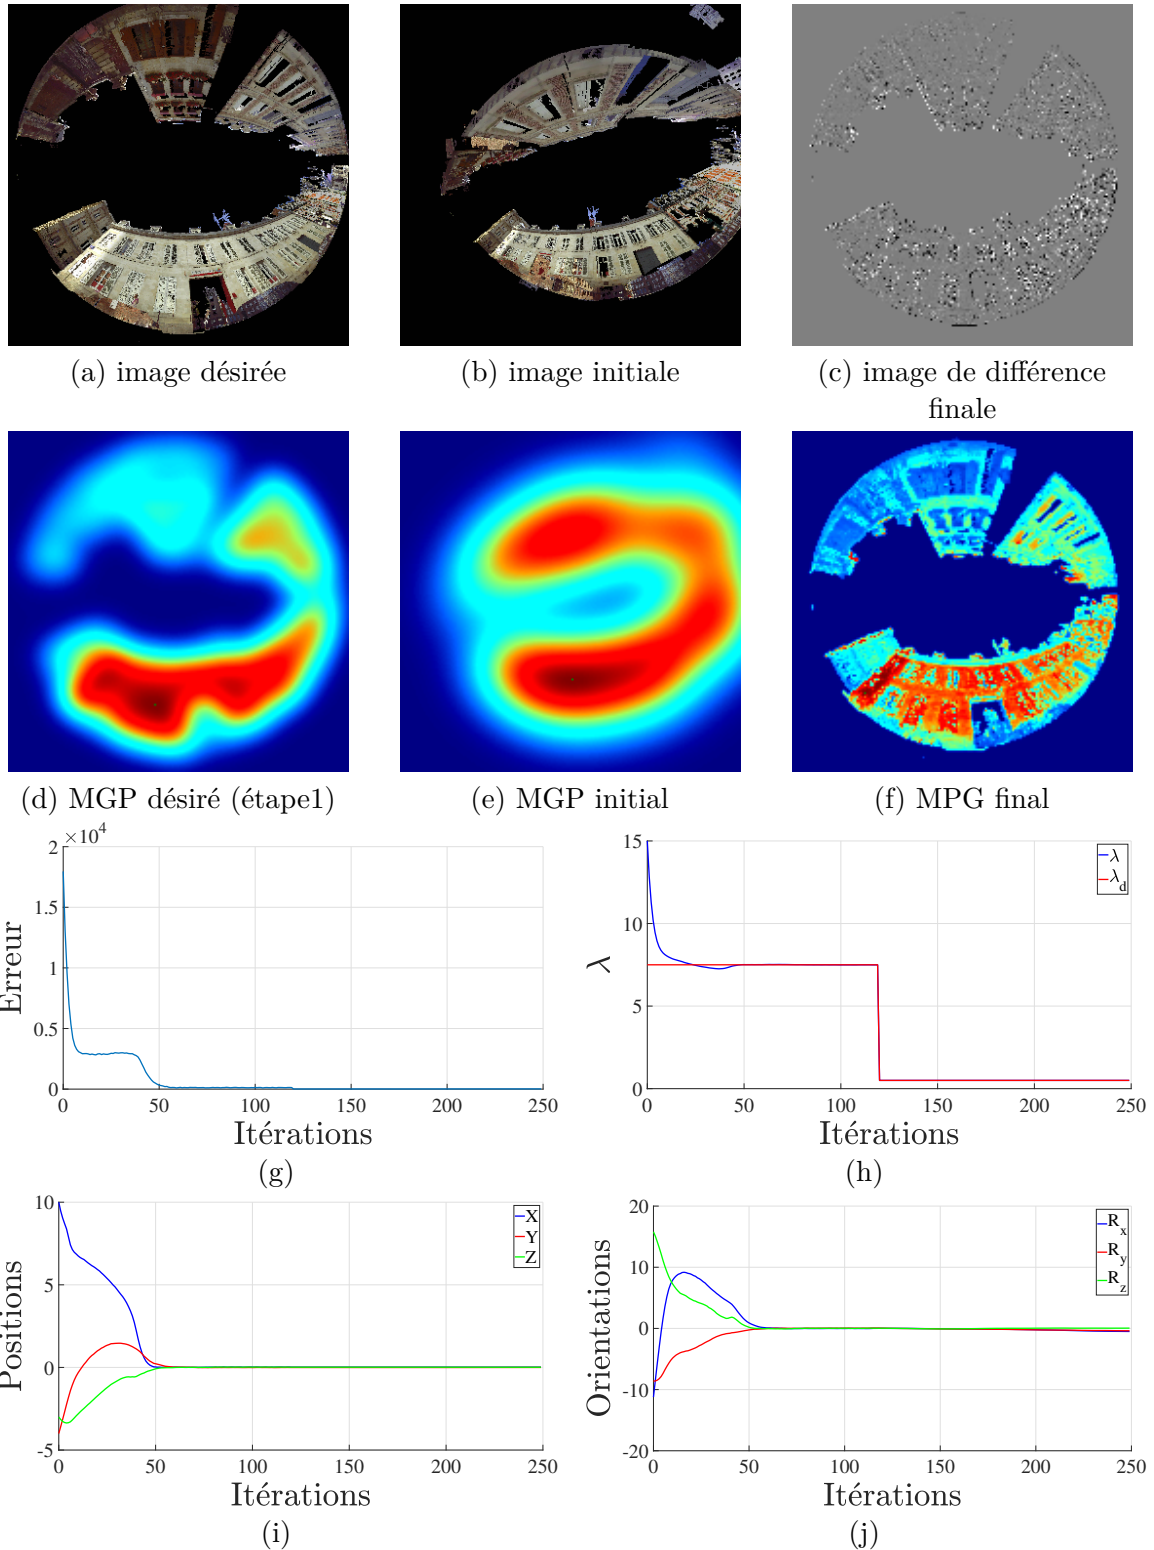 (a) image désirée
(b) image initiale
(c) image de différence
finale
(d) MGP désiré (étape1)
(e) MGP initial
(f) MPG final
×10⁴
2
1.5
1
0.5
0
Erreur
0 50 100 150 200 250
Itérations
(g)
15
10
5
0
λ
λ
λd
0 50 100 150 200 250
Itérations
(h)
10
5
0
-5
Positions
X
Y
Z
0 50 100 150 200 250
Itérations
(i)
20
10
0
-10
-20
Orientations
Rx
Ry
Rz
0 50 100 150 200 250
Itérations
(j)